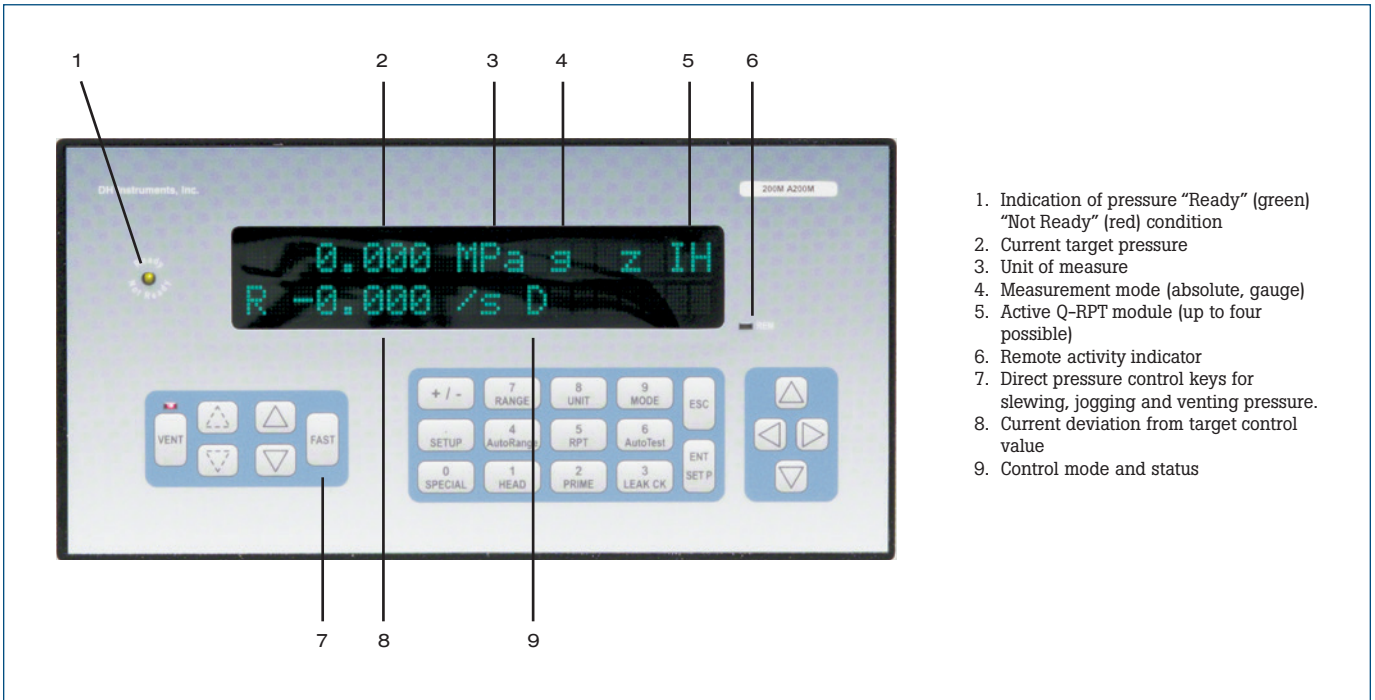 1
2
3
4
5
6
DH Instruments, Inc.
200M A200M
Ready
Not Ready
0.000 MPa g z IH
R -0.000 /s D
REM
VENT
FAST
+ / -
7
RANGE
8
UNIT
9
MODE
ESC
.
SETUP
4
AutoRange
5
RPT
6
AutoTest
ENT
SET P
0
SPECIAL
1
HEAD
2
PRIME
3
LEAK CK
7
8
9
1. Indication of pressure “Ready” (green)
“Not Ready” (red) condition
2. Current target pressure
3. Unit of measure
4. Measurement mode (absolute, gauge)
5. Active Q-RPT module (up to four
possible)
6. Remote activity indicator
7. Direct pressure control keys for
slewing, jogging and venting pressure.
8. Current deviation from target control
value
9. Control mode and status